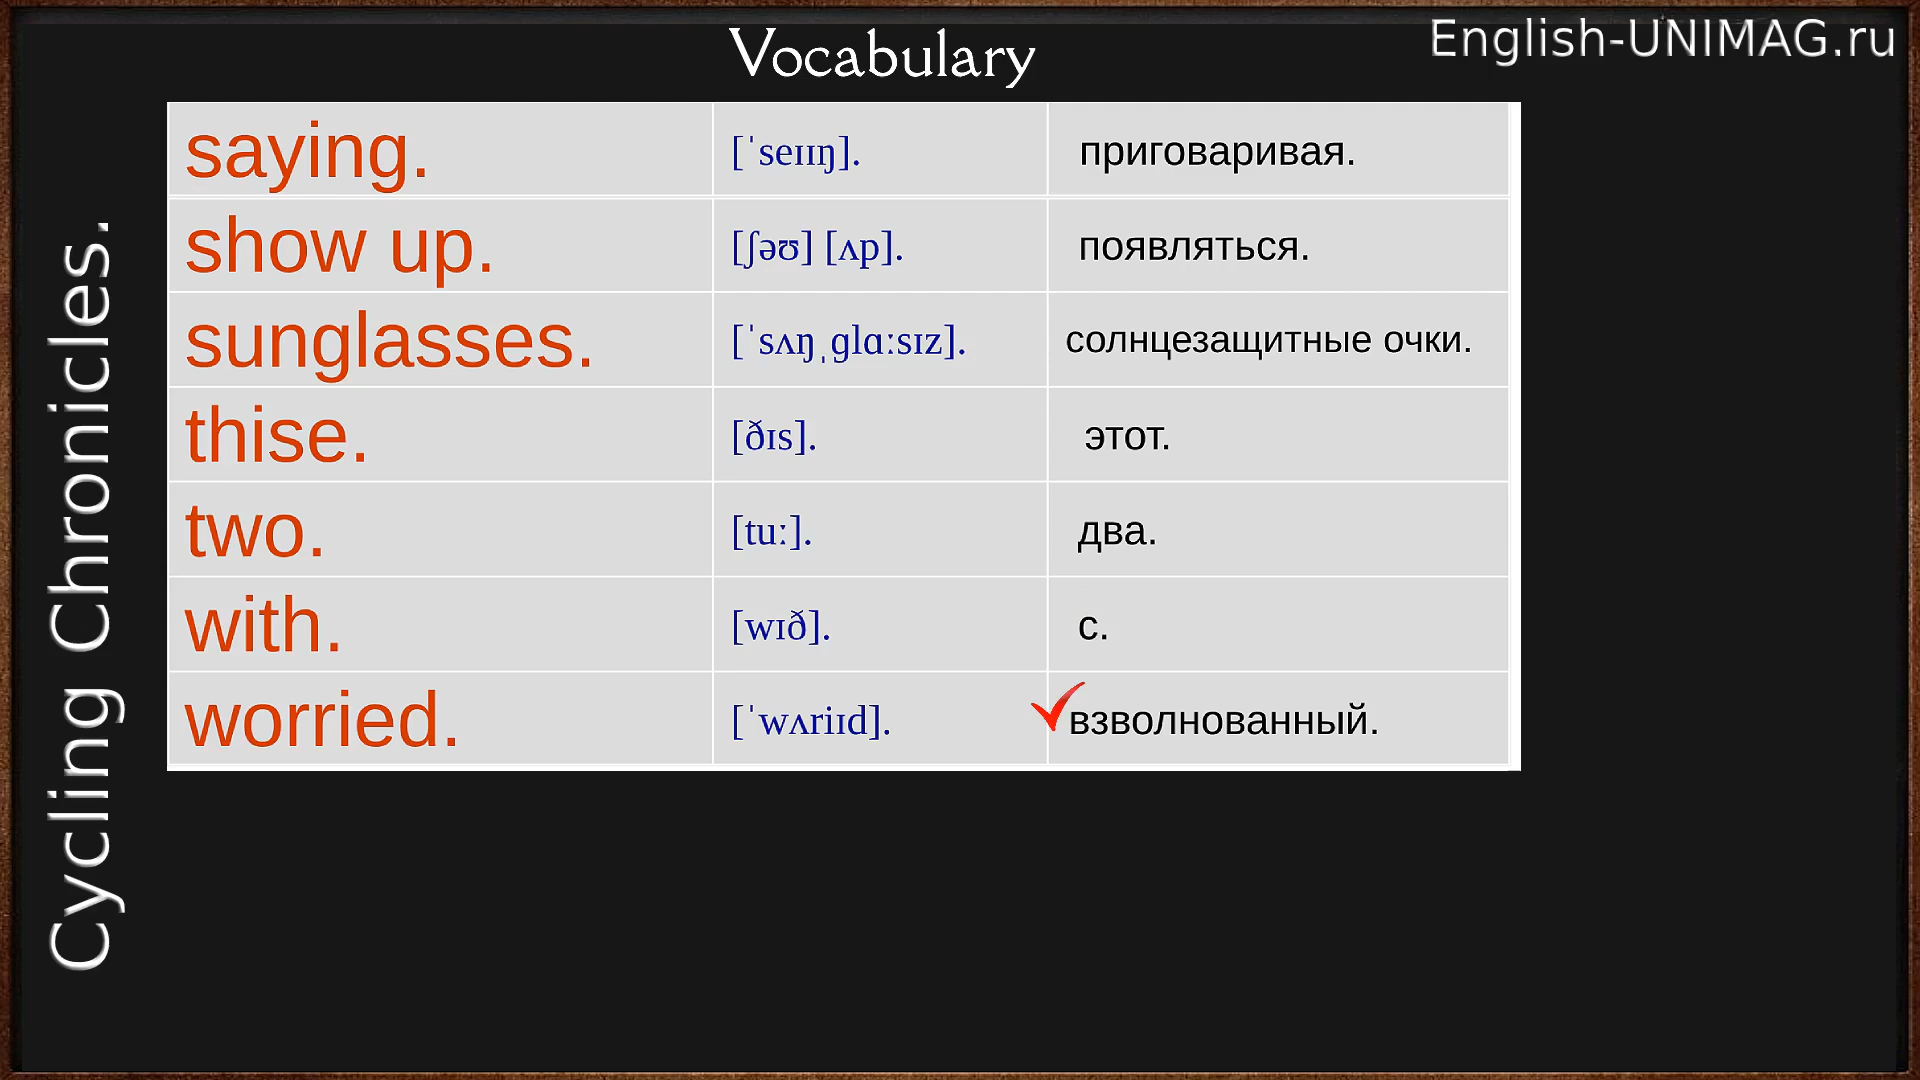 Vocabulary
English-UNIMAG.ru
Cycling Chronicles.
saying. [ˈseɪɪŋ]. приговаривая.
show up. [ʃəʊ] [ʌp]. появляться.
sunglasses. [ˈsʌŋˌɡlɑːsɪz]. солнцезащитные очки.
thise. [ðɪs]. этот.
two. [tuː]. два.
with. [wɪð]. с.
worried. [ˈwʌriɪd]. взволнованный.